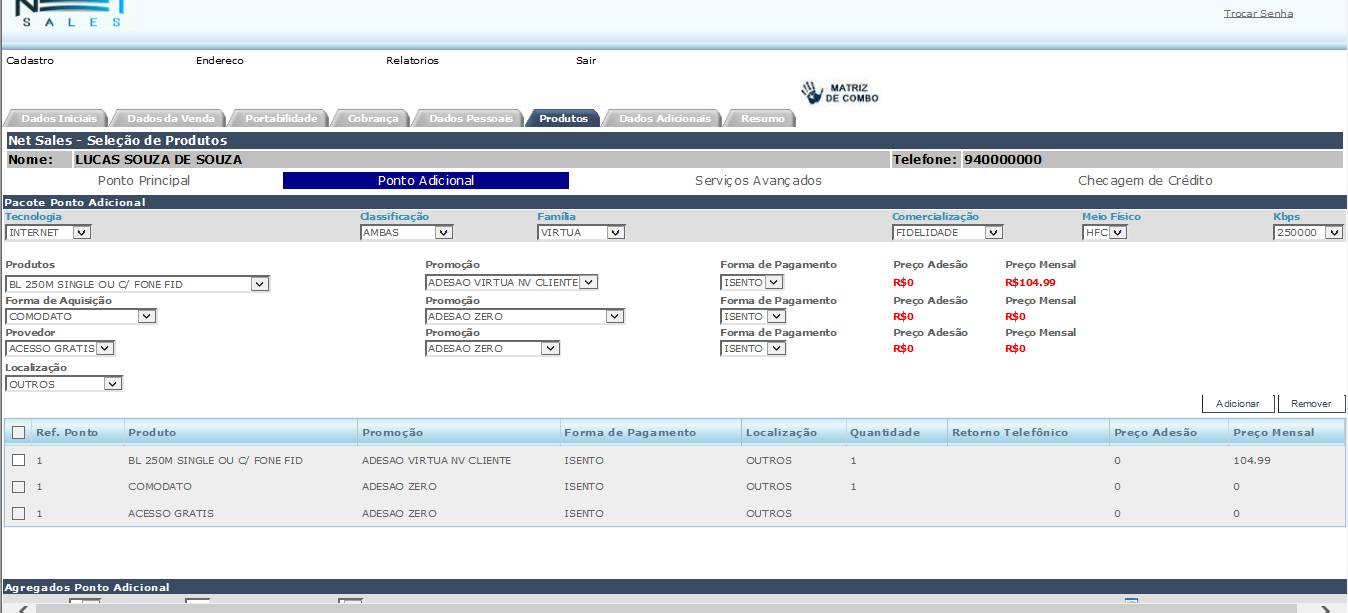 NET
SALES
Trocar Senha
Cadastro Endereco Relatorios Sair
MATRIZ
DE COMBO
Dados Iniciais Dados da Venda Portabilidade Cobrança Dados Pessoais Produtos Dados Adicionais Resumo
Net Sales - Seleção de Produtos
Nome: LUCAS SOUZA DE SOUZA Telefone: 940000000
Ponto Principal Ponto Adicional Serviços Avançados Checagem de Crédito
Pacote Ponto Adicional
Tecnologia Classificação Família Comercialização Meio Físico Kbps
INTERNET AMBAS VIRTUA FIDELIDADE HFC 250000
Produtos Promoção Forma de Pagamento Preço Adesão Preço Mensal
BL 250M SINGLE OU C/ FONE FID ADESAO VIRTUA NV CLIENTE ISENTO R$0 R$104.99
Forma de Aquisição Promoção Forma de Pagamento Preço Adesão Preço Mensal
COMODATO ADESAO ZERO ISENTO R$0 R$0
Provedor Promoção Forma de Pagamento Preço Adesão Preço Mensal
ACESSO GRATIS ADESAO ZERO ISENTO R$0 R$0
Localização
OUTROS
Adicionar Remover
Ref. Ponto Produto Promoção Forma de Pagamento Localização Quantidade Retorno Telefônico Preço Adesão Preço Mensal
1 BL 250M SINGLE OU C/ FONE FID ADESAO VIRTUA NV CLIENTE ISENTO OUTROS 1 0 104.99
1 COMODATO ADESAO ZERO ISENTO OUTROS 1 0 0
1 ACESSO GRATIS ADESAO ZERO ISENTO OUTROS 0 0
Agregados Ponto Adicional